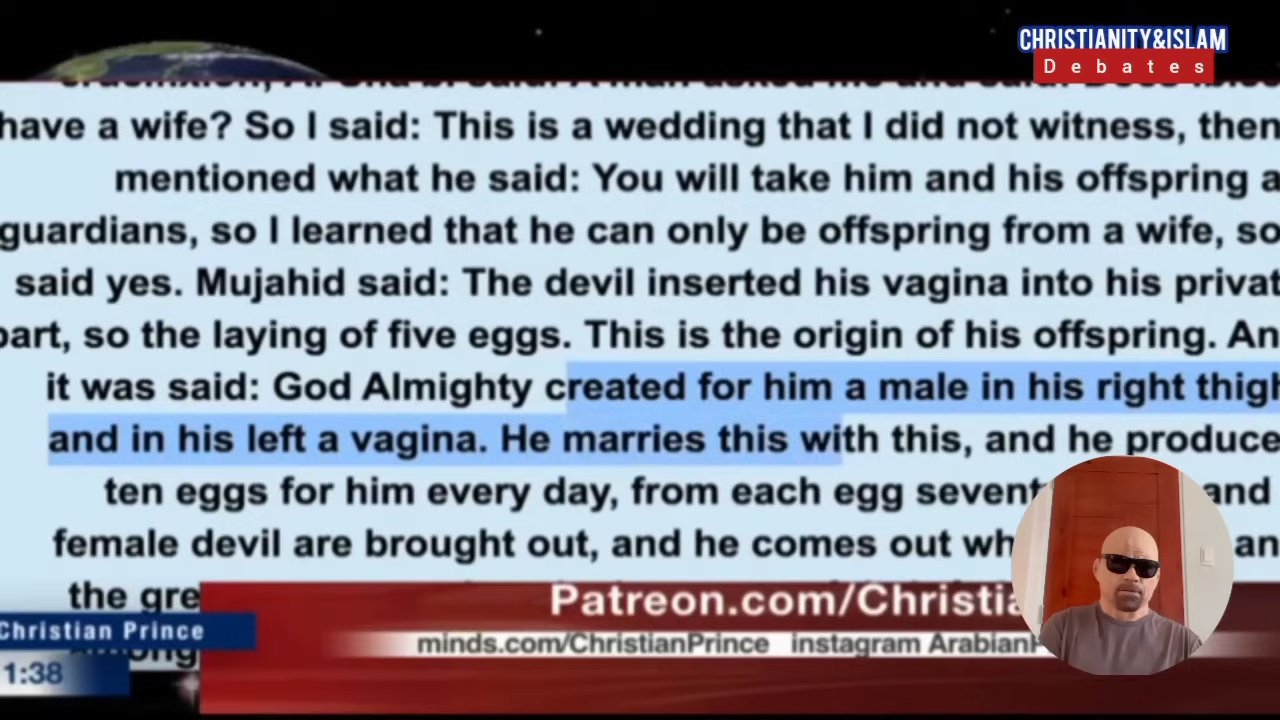 CHRISTIANITY&ISLAM
Debates
have a wife? So I said: This is a wedding that I did not witness, then
mentioned what he said: You will take him and his offspring a
guardians, so I learned that he can only be offspring from a wife, so
said yes. Mujahid said: The devil inserted his vagina into his privat
part, so the laying of five eggs. This is the origin of his offspring. An
it was said: God Almighty created for him a male in his right thigh
and in his left a vagina. He marries this with this, and he produce
ten eggs for him every day, from each egg sevent and
female devil are brought out, and he comes out wh an
the gre
Patreon.com/Christia
Christian Prince
minds.com/ChristianPrince instagram ArabianP
among
1:38